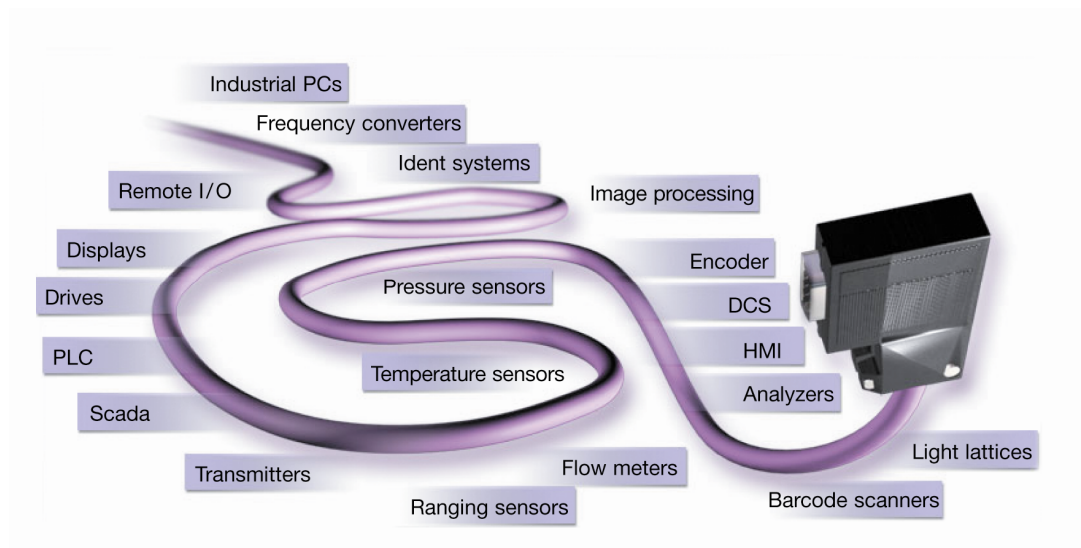 Industrial PCs
Frequency converters
Ident systems
Remote I/O
Image processing
Displays
Encoder
Pressure sensors
Drives
DCS
HMI
PLC
Temperature sensors
Analyzers
Scada
Light lattices
Transmitters
Flow meters
Ranging sensors
Barcode scanners